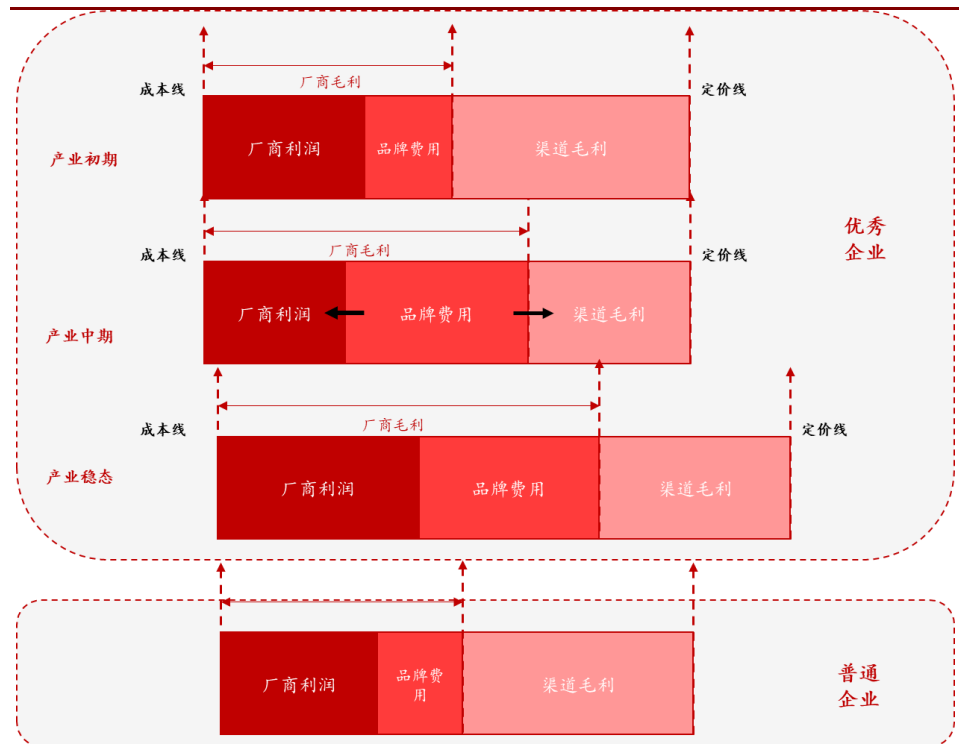 厂商毛利
成本线
定价线
产业初期
厂商利润
品牌费用
渠道毛利
优秀
企业
厂商毛利
成本线
定价线
产业中期
厂商利润
品牌费用
渠道毛利
厂商毛利
成本线
定价线
产业稳态
厂商利润
品牌费用
渠道毛利
厂商利润
品牌费
用
渠道毛利
普通
企业